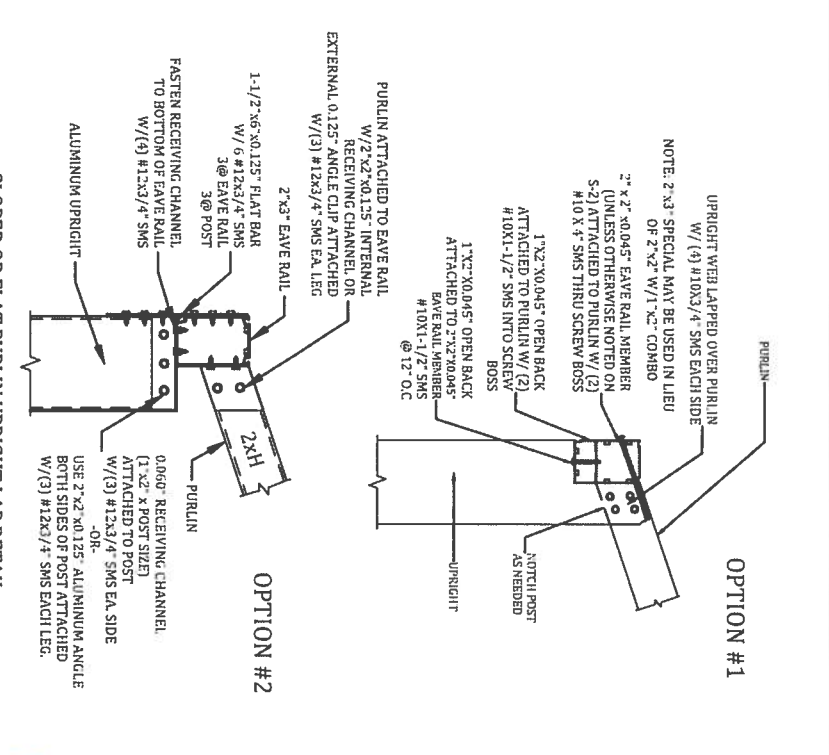 OPTION #1
PURLIN
UPRIGHT WEB LAPPED OVER PURLIN
W/ (4) #10X3/4" SMS EACH SIDE
NOTE: 2"x3" SPECIAL MAY BE USED IN LIEU
OF 2"x2" W/1"x2" COMBO
2" x 2" x0.045" EAVE RAIL MEMBER
(UNLESS OTHERWISE NOTED ON
S-2) ATTACHED TO PURLIN W/ (2)
#10 X 4" SMS THRU SCREW BOSS
1"X2"X0.045" OPEN BACK
ATTACHED TO PURLIN W/ (2)
#10X1-1/2" SMS INTO SCREW
BOSS
1"X2"X0.045" OPEN BACK
ATTACHED TO 2"X2"X0.045"
EAVE RAIL MEMBER
#10X1-1/2" SMS
@ 12" O.C
NOTCH POST
AS NEEDED
UPRIGHT
OPTION #2
PURLIN ATTACHED TO EAVE RAIL
W/2"x2"x0.125" INTERNAL
RECEIVING CHANNEL OR
EXTERNAL 0.125" ANGLE CLIP ATTACHED
W/(3) #12x3/4" SMS EA. LEG
2"x3" EAVE RAIL
1-1/2"x6"x0.125" FLAT BAR
W/ 6 #12x3/4" SMS
3@ EAVE RAIL
3@ POST
FASTEN RECEIVING CHANNEL
TO BOTTOM OF EAVE RAIL
W/(4) #12x3/4" SMS
ALUMINUM UPRIGHT
2xH
PURLIN
0.060" RECEIVING CHANNEL
(1"x2" x POST SIZE)
ATTACHED TO POST
W/(3) #12x3/4" SMS EA. SIDE
-OR-
USE 2"x2"x0.125" ALUMINUM ANGLE
BOTH SIDES OF POST ATTACHED
W/(3) #12x3/4" SMS EACH LEG.